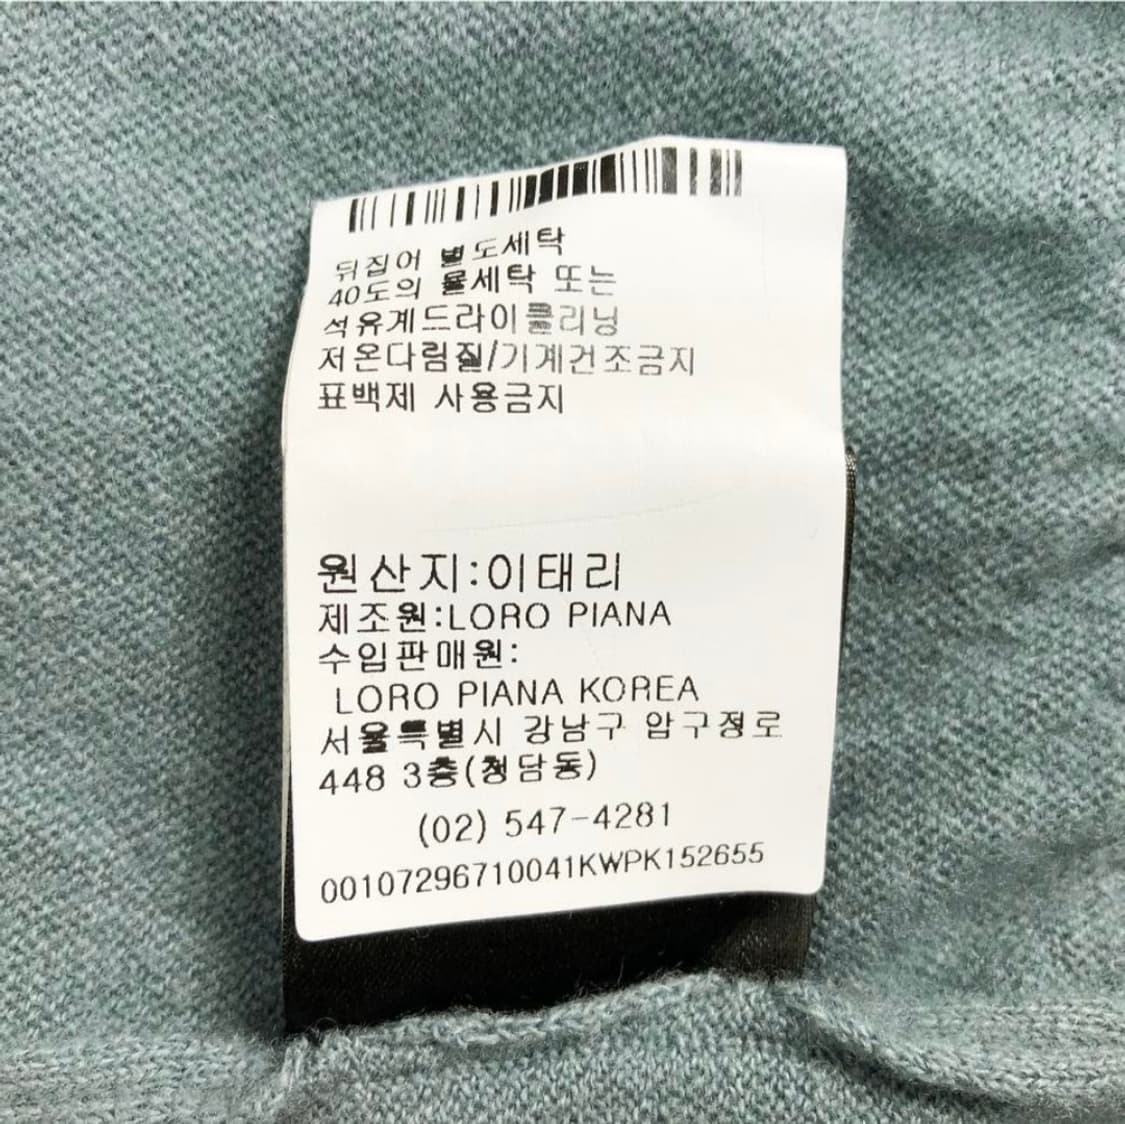 뒤집어 별도세탁
40도의 물세탁 또는
석유계드라이클리닝
저온다림질/기계건조금지
표백제 사용금지
원산지:이태리
제조원:LORO PIANA
수입판매원:
LORO PIANA KOREA
서울특별시 강남구 압구정로
448 3층(청담동)
(02) 547-4281
00107296710041KWPK152655